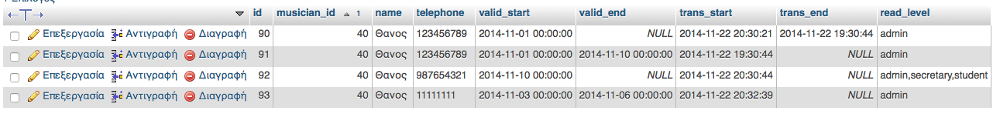 id musician_id 1 name telephone valid_start valid_end trans_start trans_end read_level
Επεξεργασία Αντιγραφή Διαγραφή 90 40 Θανος 123456789 2014-11-01 00:00:00 NULL 2014-11-22 20:30:21 2014-11-22 19:30:44 admin
Επεξεργασία Αντιγραφή Διαγραφή 91 40 Θανος 123456789 2014-11-01 00:00:00 2014-11-10 00:00:00 2014-11-22 19:30:44 NULL admin
Επεξεργασία Αντιγραφή Διαγραφή 92 40 Θανος 987654321 2014-11-10 00:00:00 NULL 2014-11-22 20:30:44 NULL admin,secretary,student
Επεξεργασία Αντιγραφή Διαγραφή 93 40 Θανος 11111111 2014-11-03 00:00:00 2014-11-06 00:00:00 2014-11-22 20:32:39 NULL admin